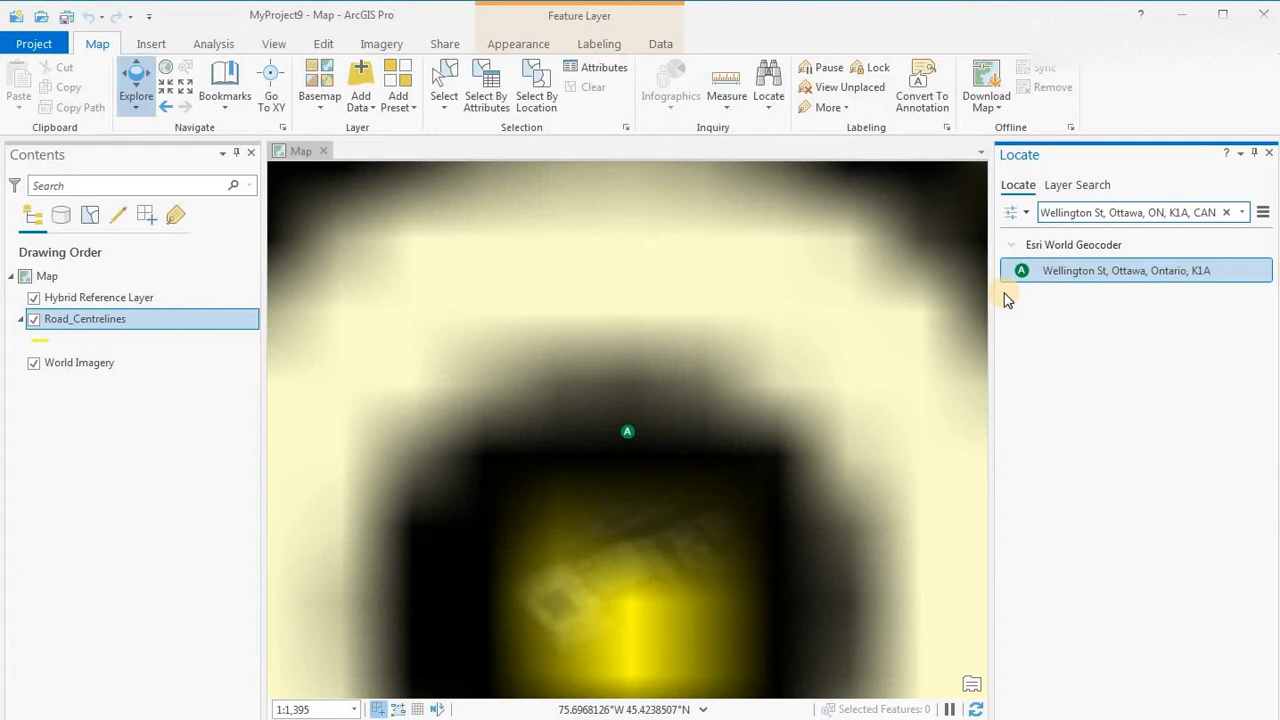 MyProject9 - Map - ArcGIS Pro
Feature Layer
?
Project
Map
Insert
Analysis
View
Edit
Imagery
Share
Appearance
Labeling
Data
Paste
Cut
Copy
Copy Path
Clipboard
Explore
Bookmarks
Go To XY
Navigate
Basemap
Add Data
Add Preset
Layer
Select
Select By Attributes
Select By Location
Attributes
Clear
Selection
Infographics
Measure
Locate
Inquiry
Pause
Lock
View Unplaced
More
Convert To Annotation
Labeling
Download Map
Sync
Remove
Offline
Contents
Search
Drawing Order
Map
Hybrid Reference Layer
Road_Centrelines
World Imagery
Map
A
1:1,395
75.6968126°W 45.4238507°N
Selected Features: 0
Locate
?
Locate
Layer Search
Wellington St, Ottawa, ON, K1A, CAN
Esri World Geocoder
A
Wellington St, Ottawa, Ontario, K1A